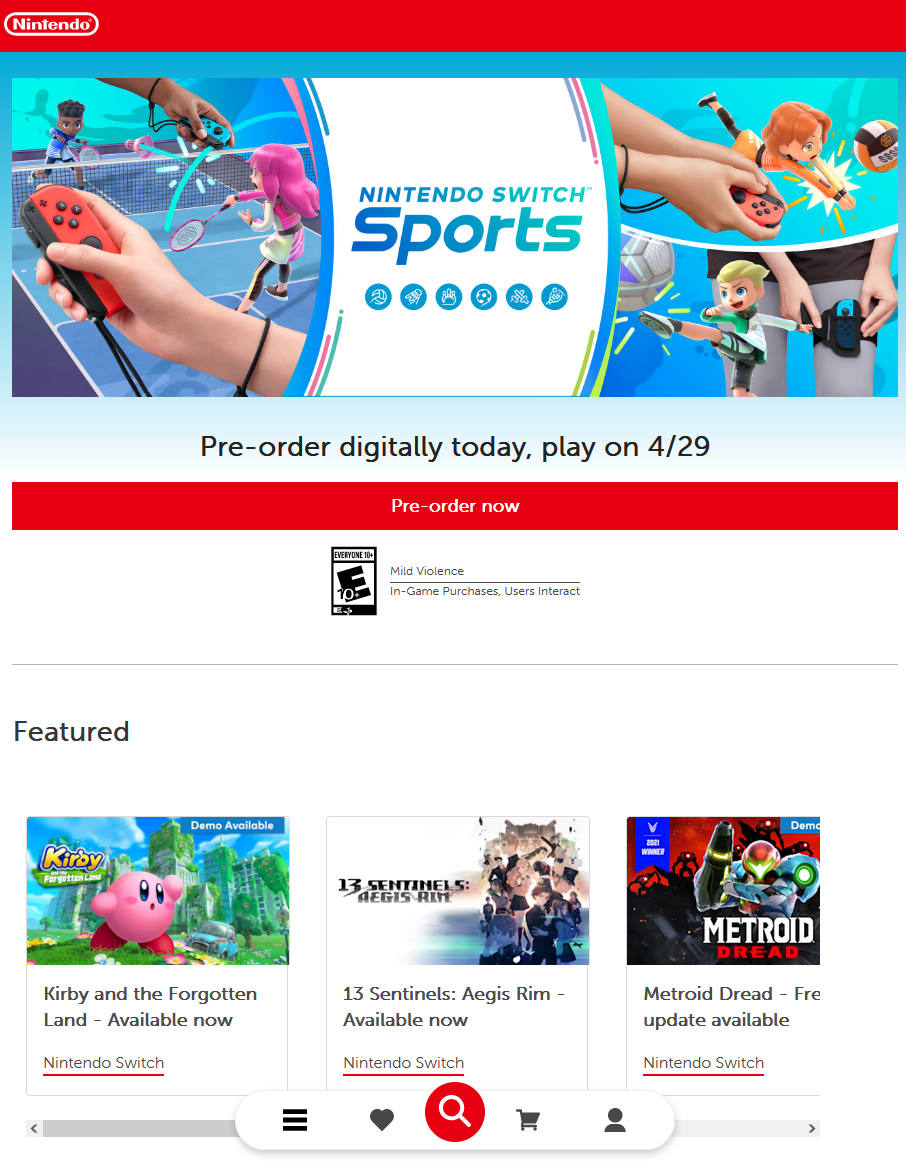 Nintendo
NINTENDO SWITCH™
Sports
Pre-order digitally today, play on 4/29
Pre-order now
EVERYONE 10+
E
10+
Mild Violence
In-Game Purchases, Users Interact
Featured
Demo Available
Kirby
and the
Forgotten Land
13 SENTINELS:
AEGIS RIM
2021
WINNER
Demo
METROID
DREAD
Kirby and the Forgotten
Land - Available now
Nintendo Switch
13 Sentinels: Aegis Rim -
Available now
Nintendo Switch
Metroid Dread - Fre
update available
Nintendo Switch